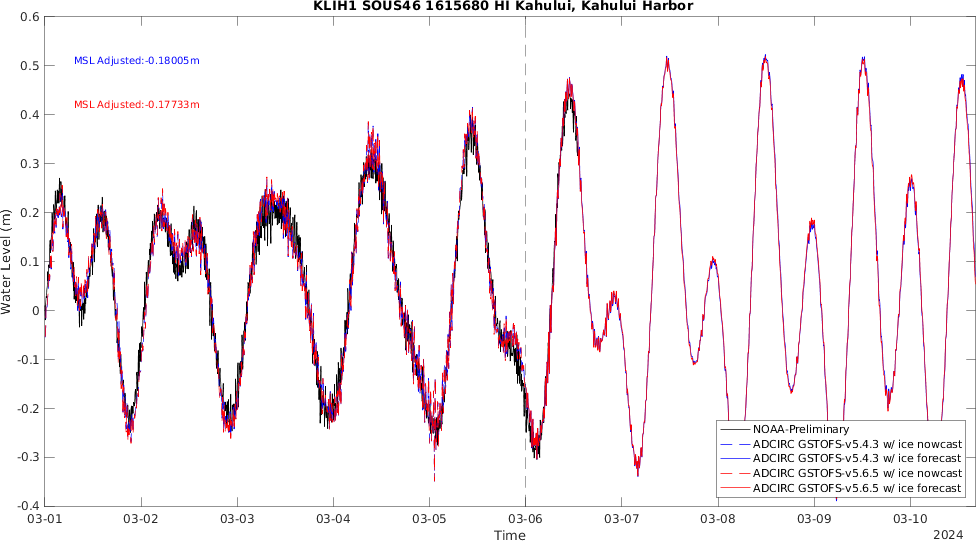 KLIH1 SOUS46 1615680 HI Kahului, Kahului Harbor
0.6
0.5
0.4
0.3
0.2
0.1
0
-0.1
-0.2
-0.3
-0.4
Water Level (m)
MSL Adjusted:-0.18005m
MSL Adjusted:-0.17733m
NOAA-Preliminary
ADCIRC GSTOFS-v5.4.3 w/ ice nowcast
ADCIRC GSTOFS-v5.4.3 w/ ice forecast
ADCIRC GSTOFS-v5.6.5 w/ ice nowcast
ADCIRC GSTOFS-v5.6.5 w/ ice forecast
03-01 03-02 03-03 03-04 03-05 03-06 03-07 03-08 03-09 03-10
Time
2024